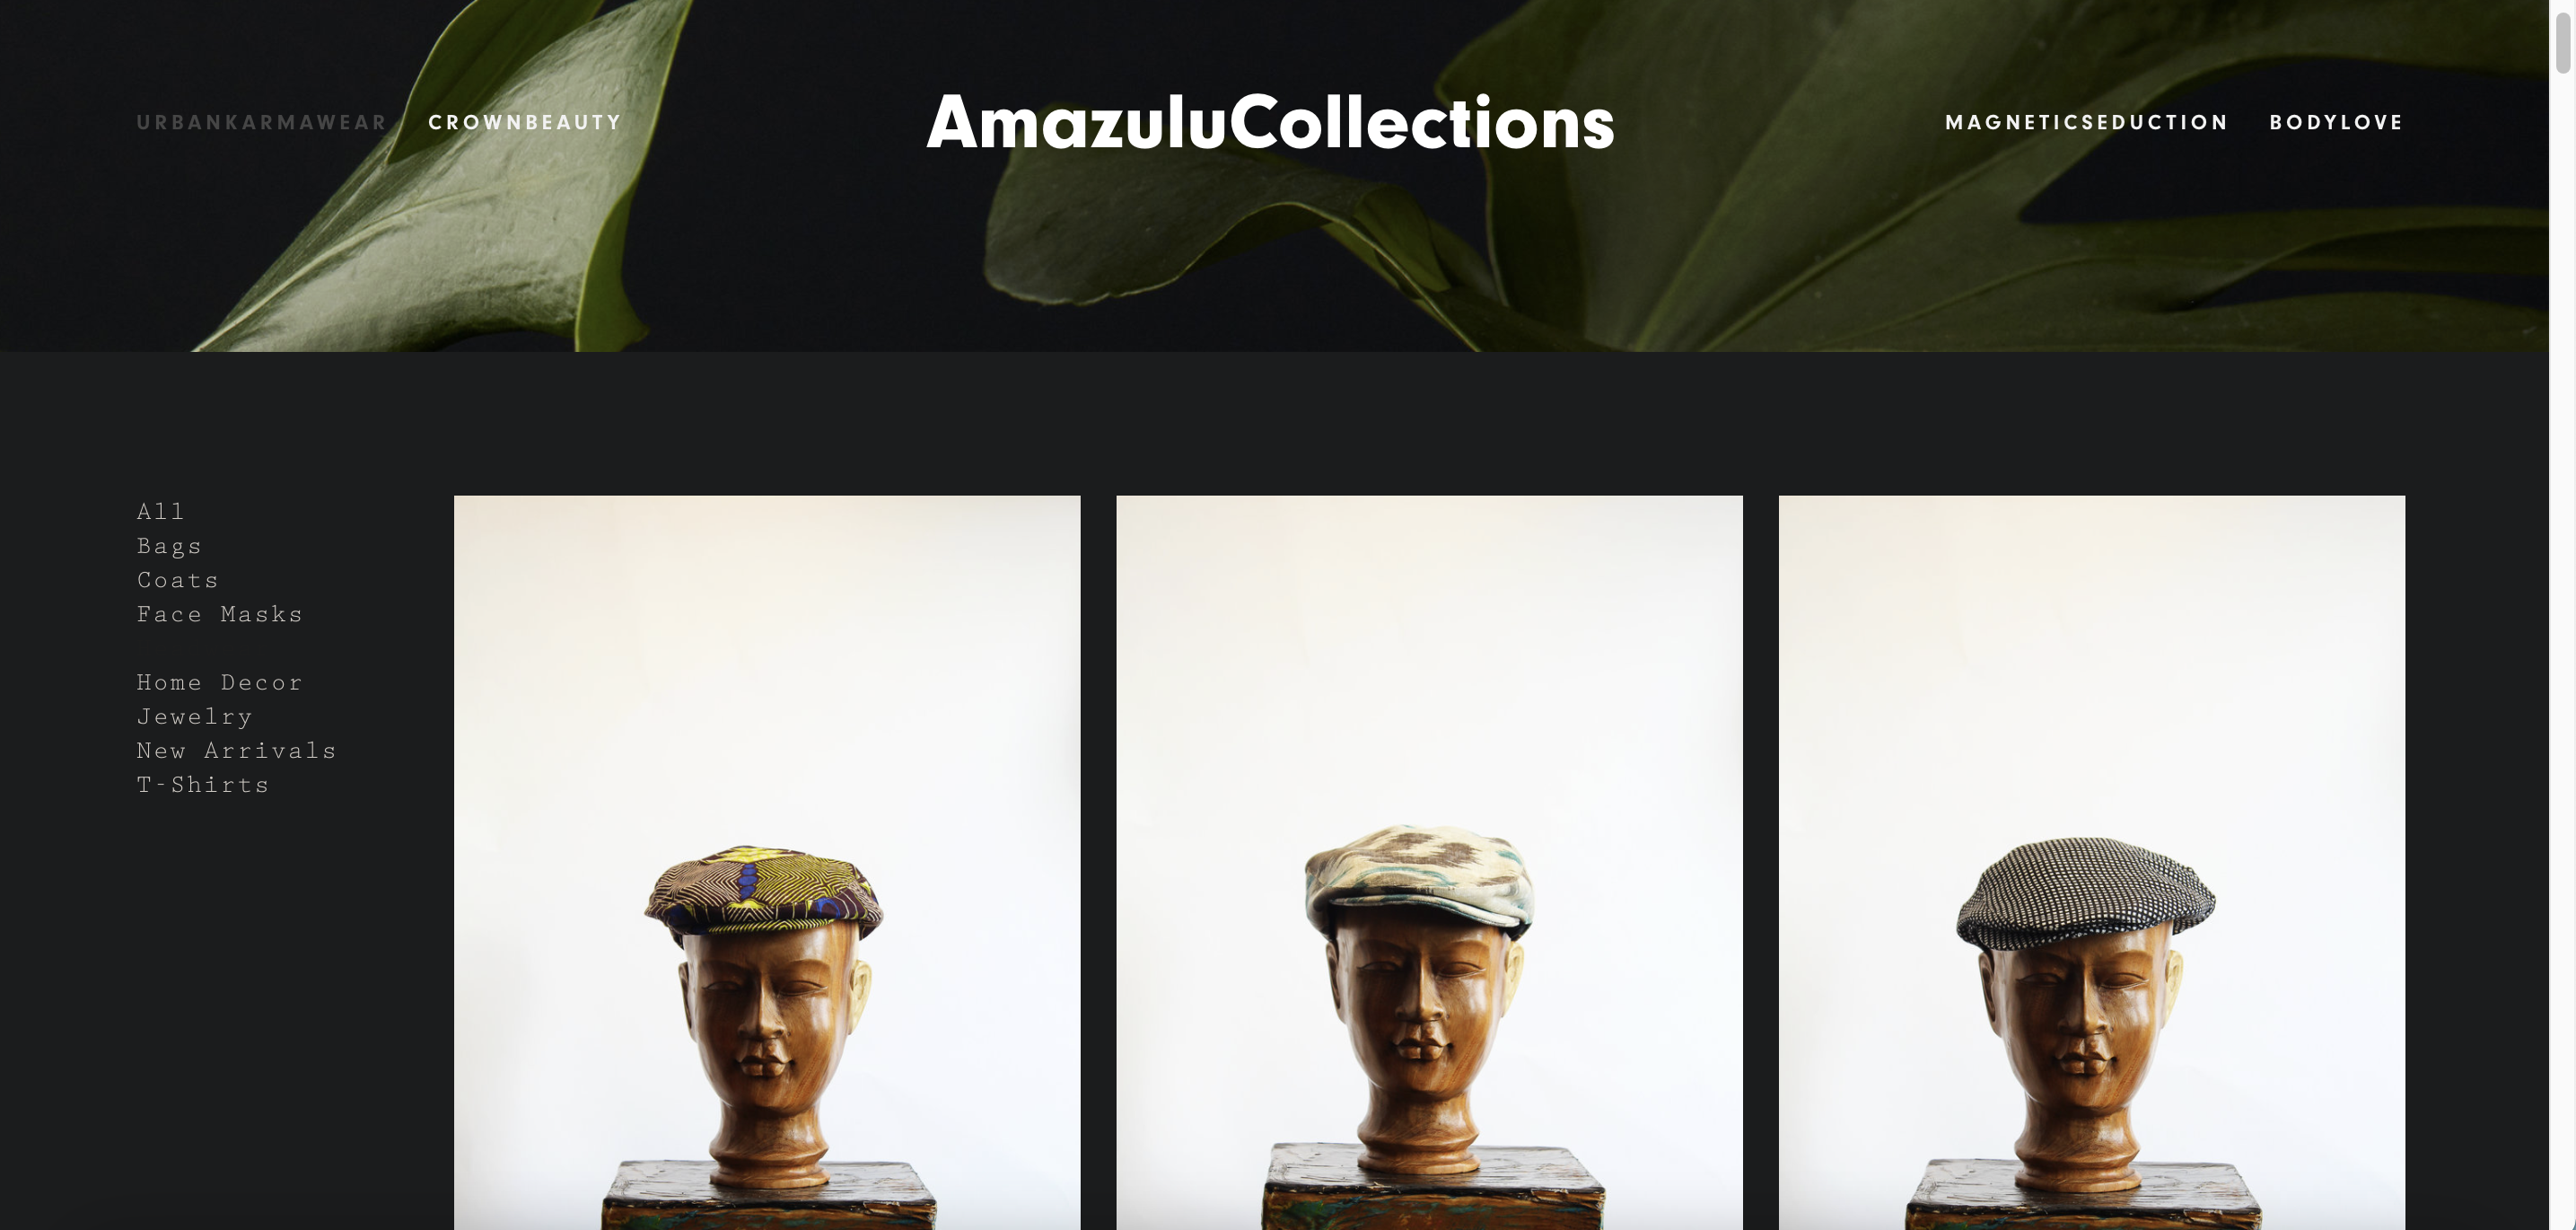 URBANKARMAWEAR CROWNBEAUTY AmazuluCollections MAGNETICSEDUCTION BODYLOVE
All
Bags
Coats
Face Masks
Home Decor
Jewelry
New Arrivals
T-Shirts